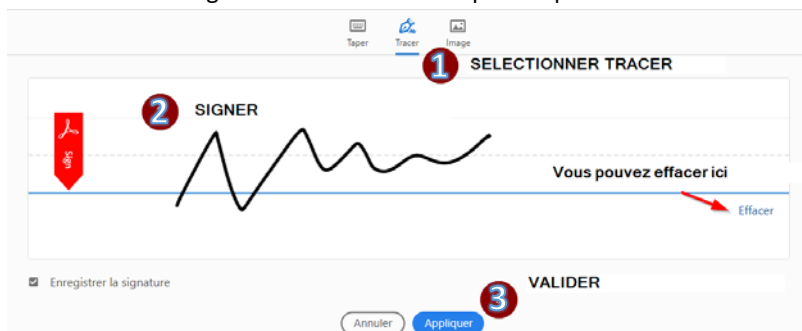 Taper Tracer Image
1 SELECTIONNER TRACER
2 SIGNER
Sign
Vous pouvez effacer ici
Effacer
Enregistrer la signature
3 VALIDER
Annuler Appliquer